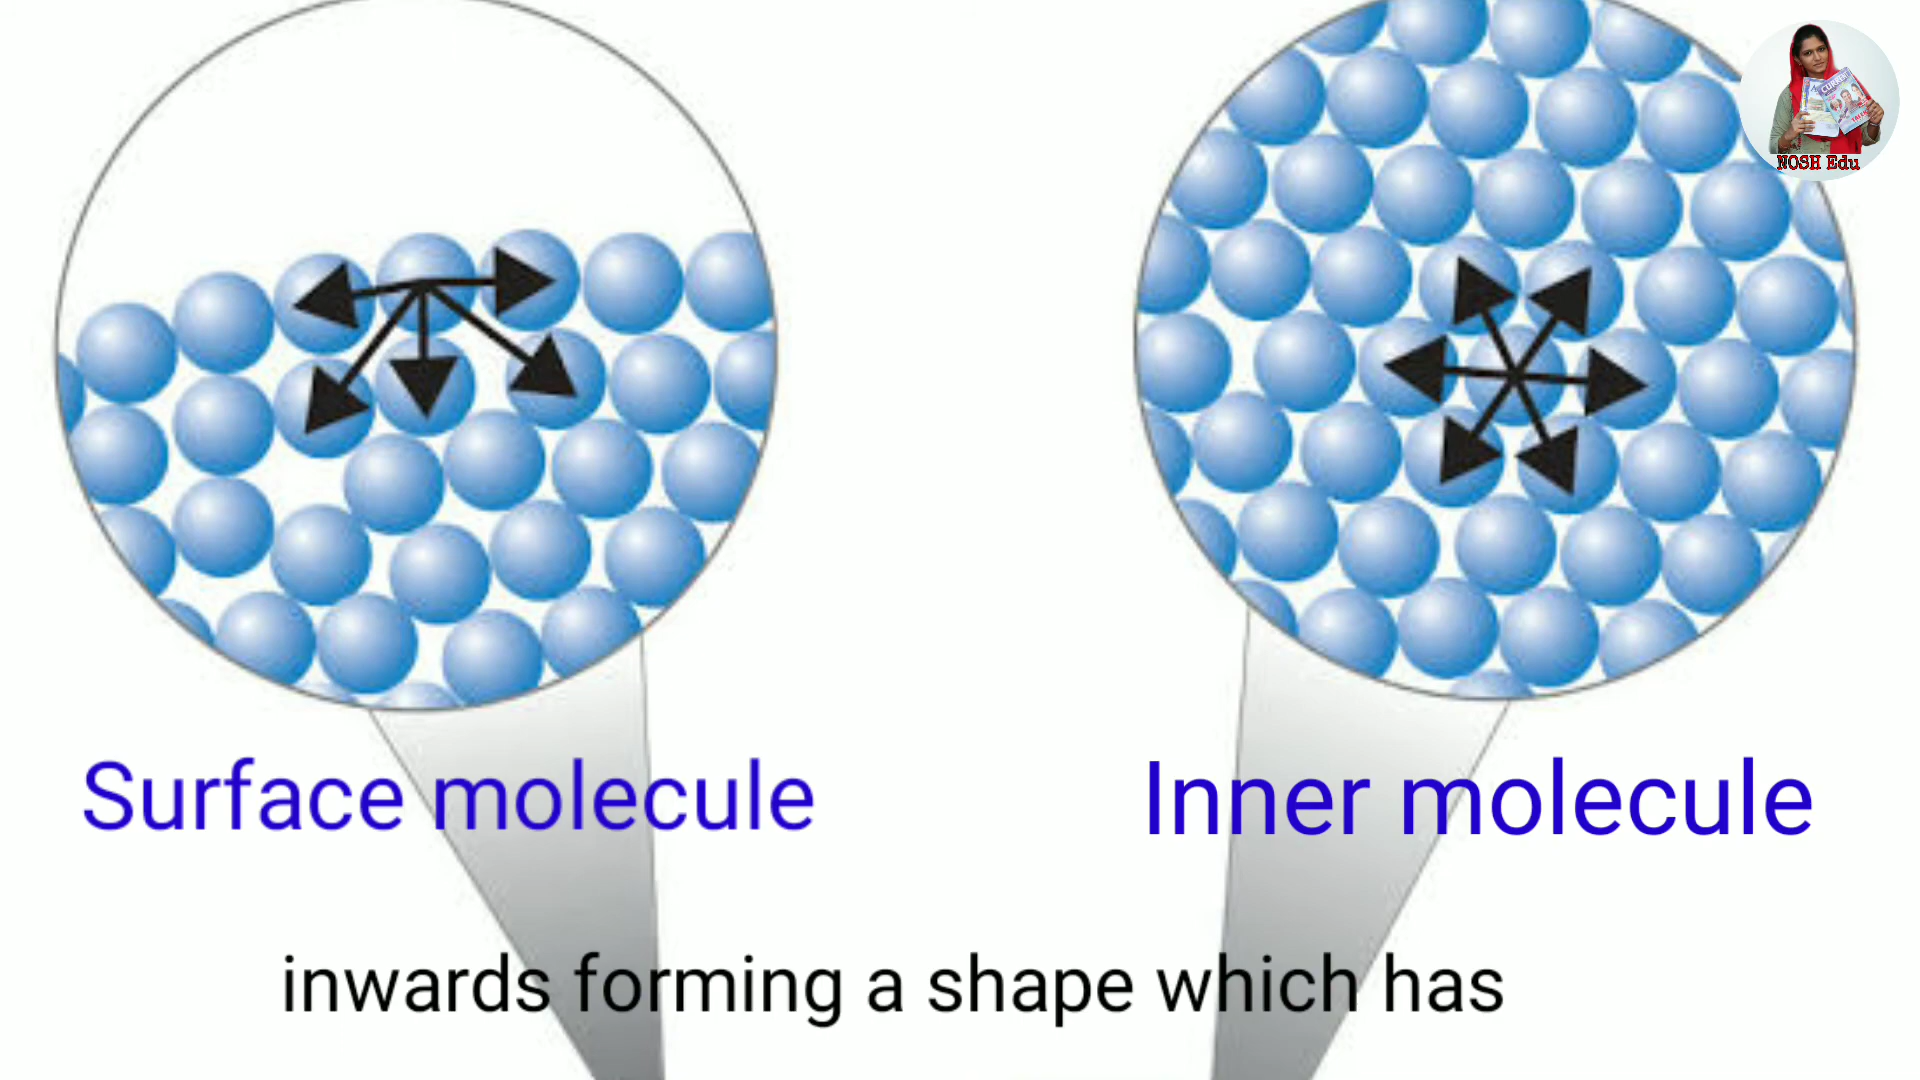 NOSH Edu
Surface molecule
Inner molecule
inwards forming a shape which has